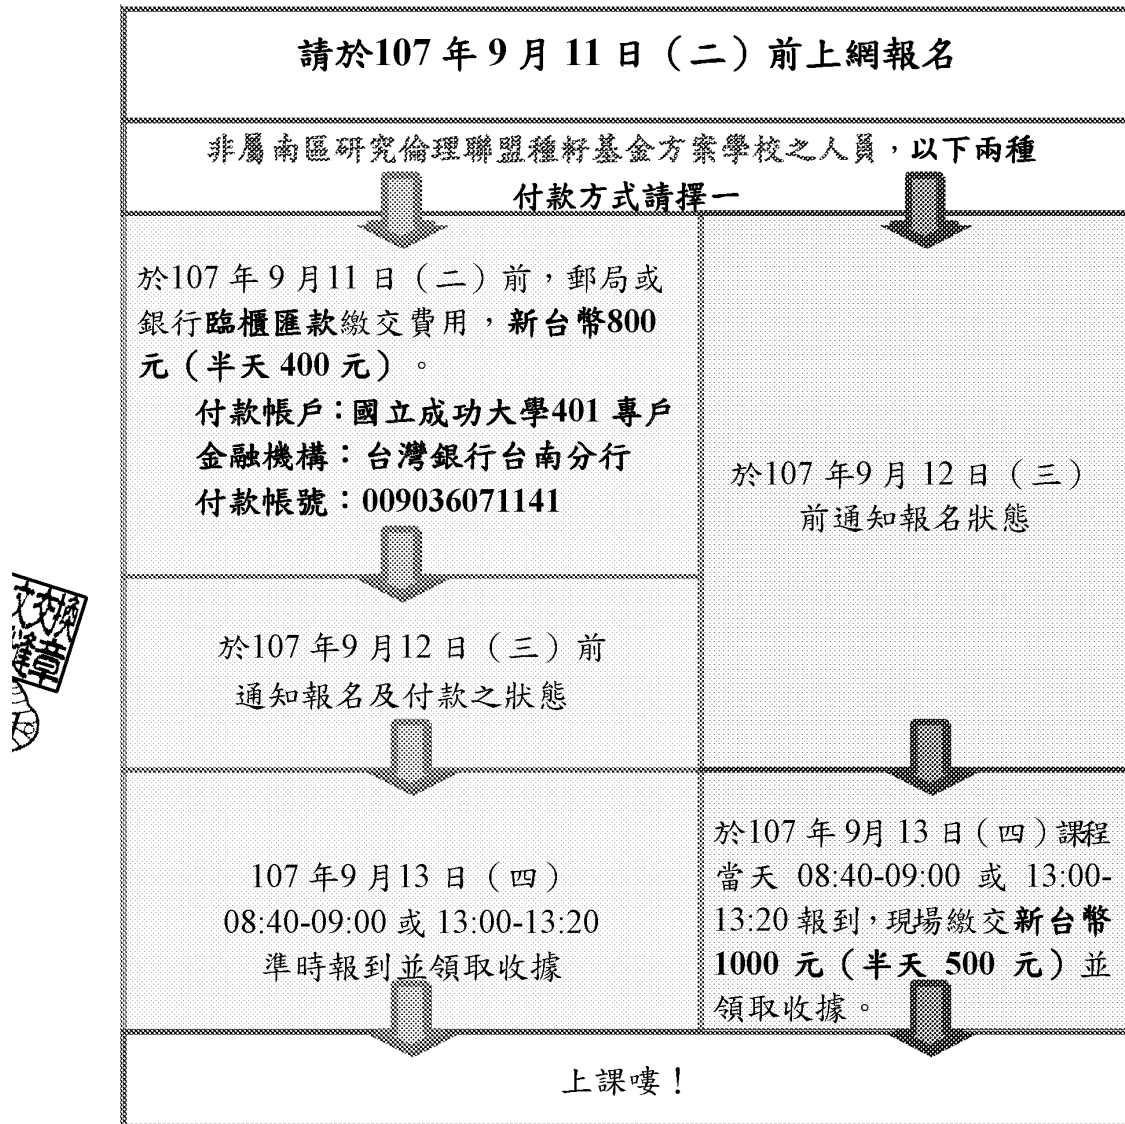 請於107 年 9 月 11 日（二）前上網報名
非屬南區研究倫理聯盟種籽基金方案學校之人員，以下兩種
付款方式請擇一
於107 年 9 月11 日（二）前，郵局或
銀行臨櫃匯款繳交費用，新台幣800
元（半天 400 元）。
付款帳戶：國立成功大學401 專戶
金融機構：台灣銀行台南分行
付款帳號：009036071141
於107 年9 月12 日（三）前
通知報名及付款之狀態
107 年9 月13 日（四）
08:40-09:00 或 13:00-13:20
準時報到並領取收據
於107 年9 月 12 日（三）
前通知報名狀態
於107 年 9月 13 日（四）課程
當天 08:40-09:00 或 13:00-
13:20 報到，現場繳交新台幣
1000 元（半天 500 元）並
領取收據。
上課嘍！
文交換
縫章